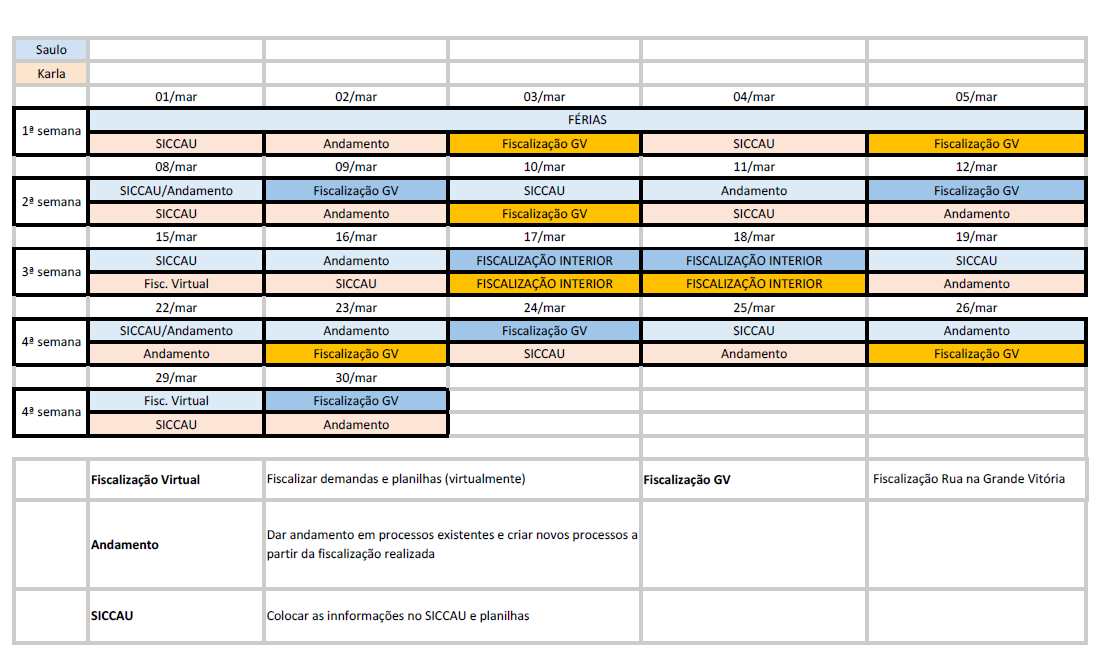 Saulo
Karla
01/mar 02/mar 03/mar 04/mar 05/mar
1ª semana
FÉRIAS
SICCAU Andamento Fiscalização GV SICCAU Fiscalização GV
08/mar 09/mar 10/mar 11/mar 12/mar
2ª semana
SICCAU/Andamento Fiscalização GV SICCAU Andamento Fiscalização GV
SICCAU Andamento Fiscalização GV SICCAU Andamento
15/mar 16/mar 17/mar 18/mar 19/mar
3ª semana
SICCAU Andamento FISCALIZAÇÃO INTERIOR FISCALIZAÇÃO INTERIOR SICCAU
Fisc. Virtual SICCAU FISCALIZAÇÃO INTERIOR FISCALIZAÇÃO INTERIOR Andamento
22/mar 23/mar 24/mar 25/mar 26/mar
4ª semana
SICCAU/Andamento Andamento Fiscalização GV SICCAU Andamento
Andamento Fiscalização GV SICCAU Andamento Fiscalização GV
29/mar 30/mar
4ª semana
Fisc. Virtual Fiscalização GV
SICCAU Andamento
Fiscalização Virtual Fiscalizar demandas e planilhas (virtualmente) Fiscalização GV Fiscalização Rua na Grande Vitória
Andamento
Dar andamento em processos existentes e criar novos processos a
partir da fiscalização realizada
SICCAU Colocar as innformações no SICCAU e planilhas